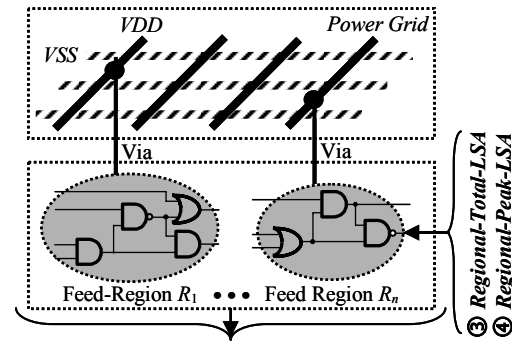 VDD
Power Grid
VSS
Via
Via
Feed-Region R1 ••• Feed Region Rn
③ Regional-Total-LSA
④ Regional-Peak-LSA